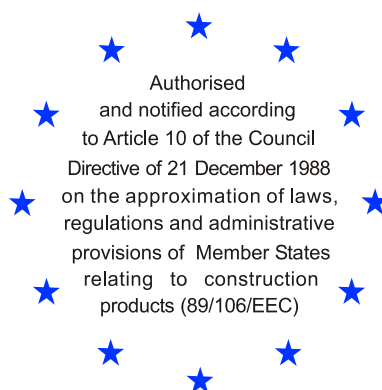 Authorised
and notified according
to Article 10 of the Council
Directive of 21 December 1988
on the approximation of laws,
regulations and administrative
provisions of Member States
relating to construction
products (89/106/EEC)